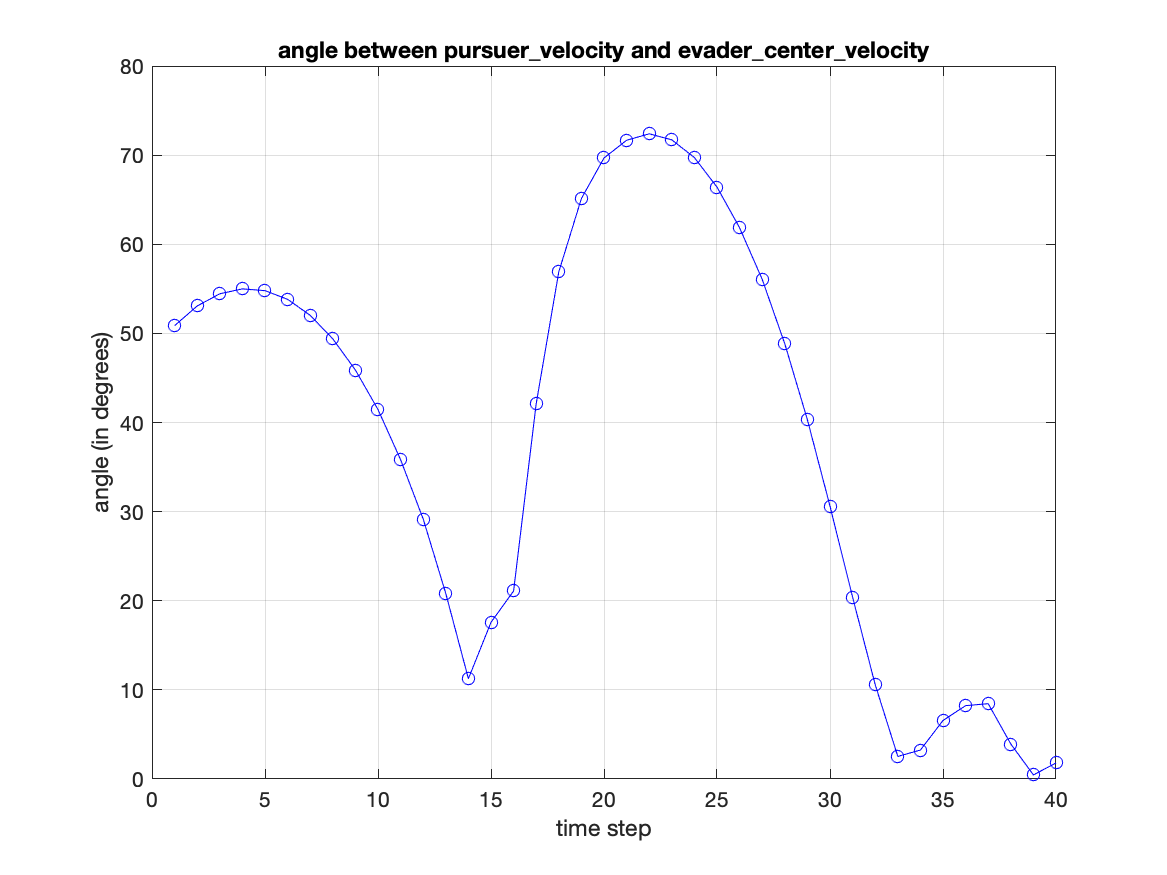 angle between pursuer_velocity and evader_center_velocity
80
70
60
50
40
30
20
10
0
angle (in degrees)
0 5 10 15 20 25 30 35 40
time step